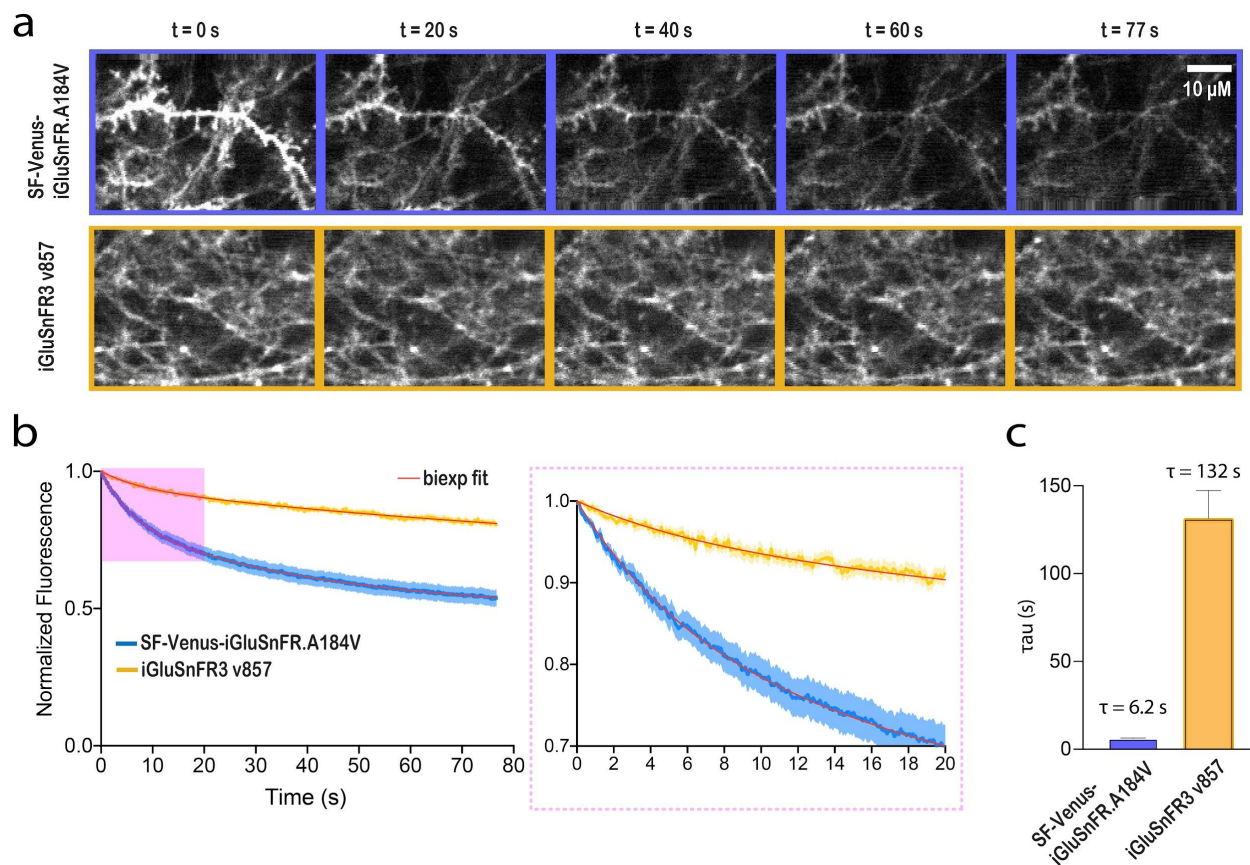 a
t = 0 s
t = 20 s
t = 40 s
t = 60 s
t = 77 s
SF-Venus-
iGluSnFR.A184V
10 µM
iGluSnFR3 v857
b
1.0
0.5
0.0
Normalized Fluorescence
biexp fit
SF-Venus-iGluSnFR.A184V
iGluSnFR3 v857
0 10 20 30 40 50 60 70 80
Time (s)
1.0
0.9
0.8
0.7
0 2 4 6 8 10 12 14 16 18 20
c
τ = 132 s
150
100
50
0
τau (s)
τ = 6.2 s
SF-Venus-
iGluSnFR.A184V
iGluSnFR3 v857